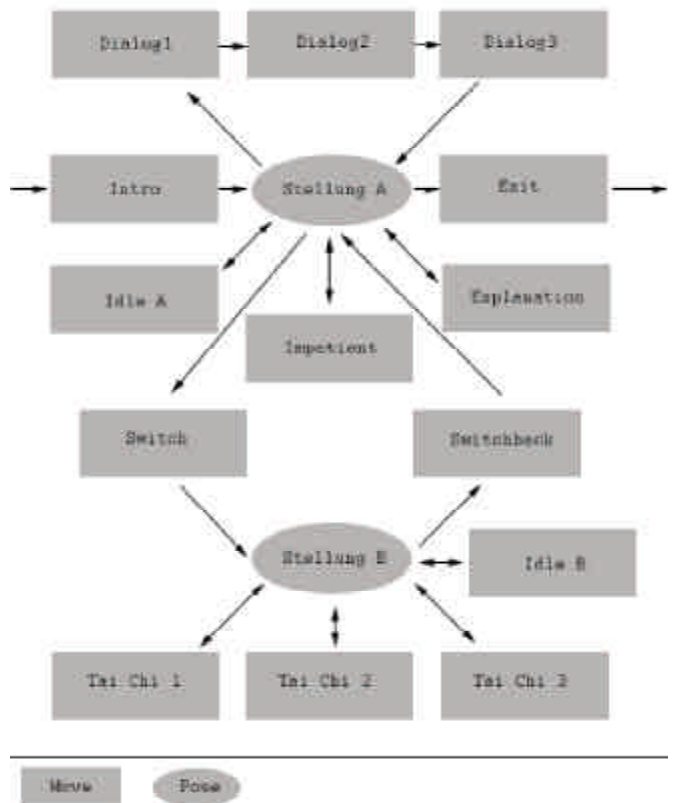 Dialog1
Dialog2
Dialog3
Intro
Stellung A
Exit
Idle A
Impatient
Explanation
Switch
Switchback
Stellung B
Idle B
Tai Chi 1
Tai Chi 2
Tai Chi 3
Move
Pose